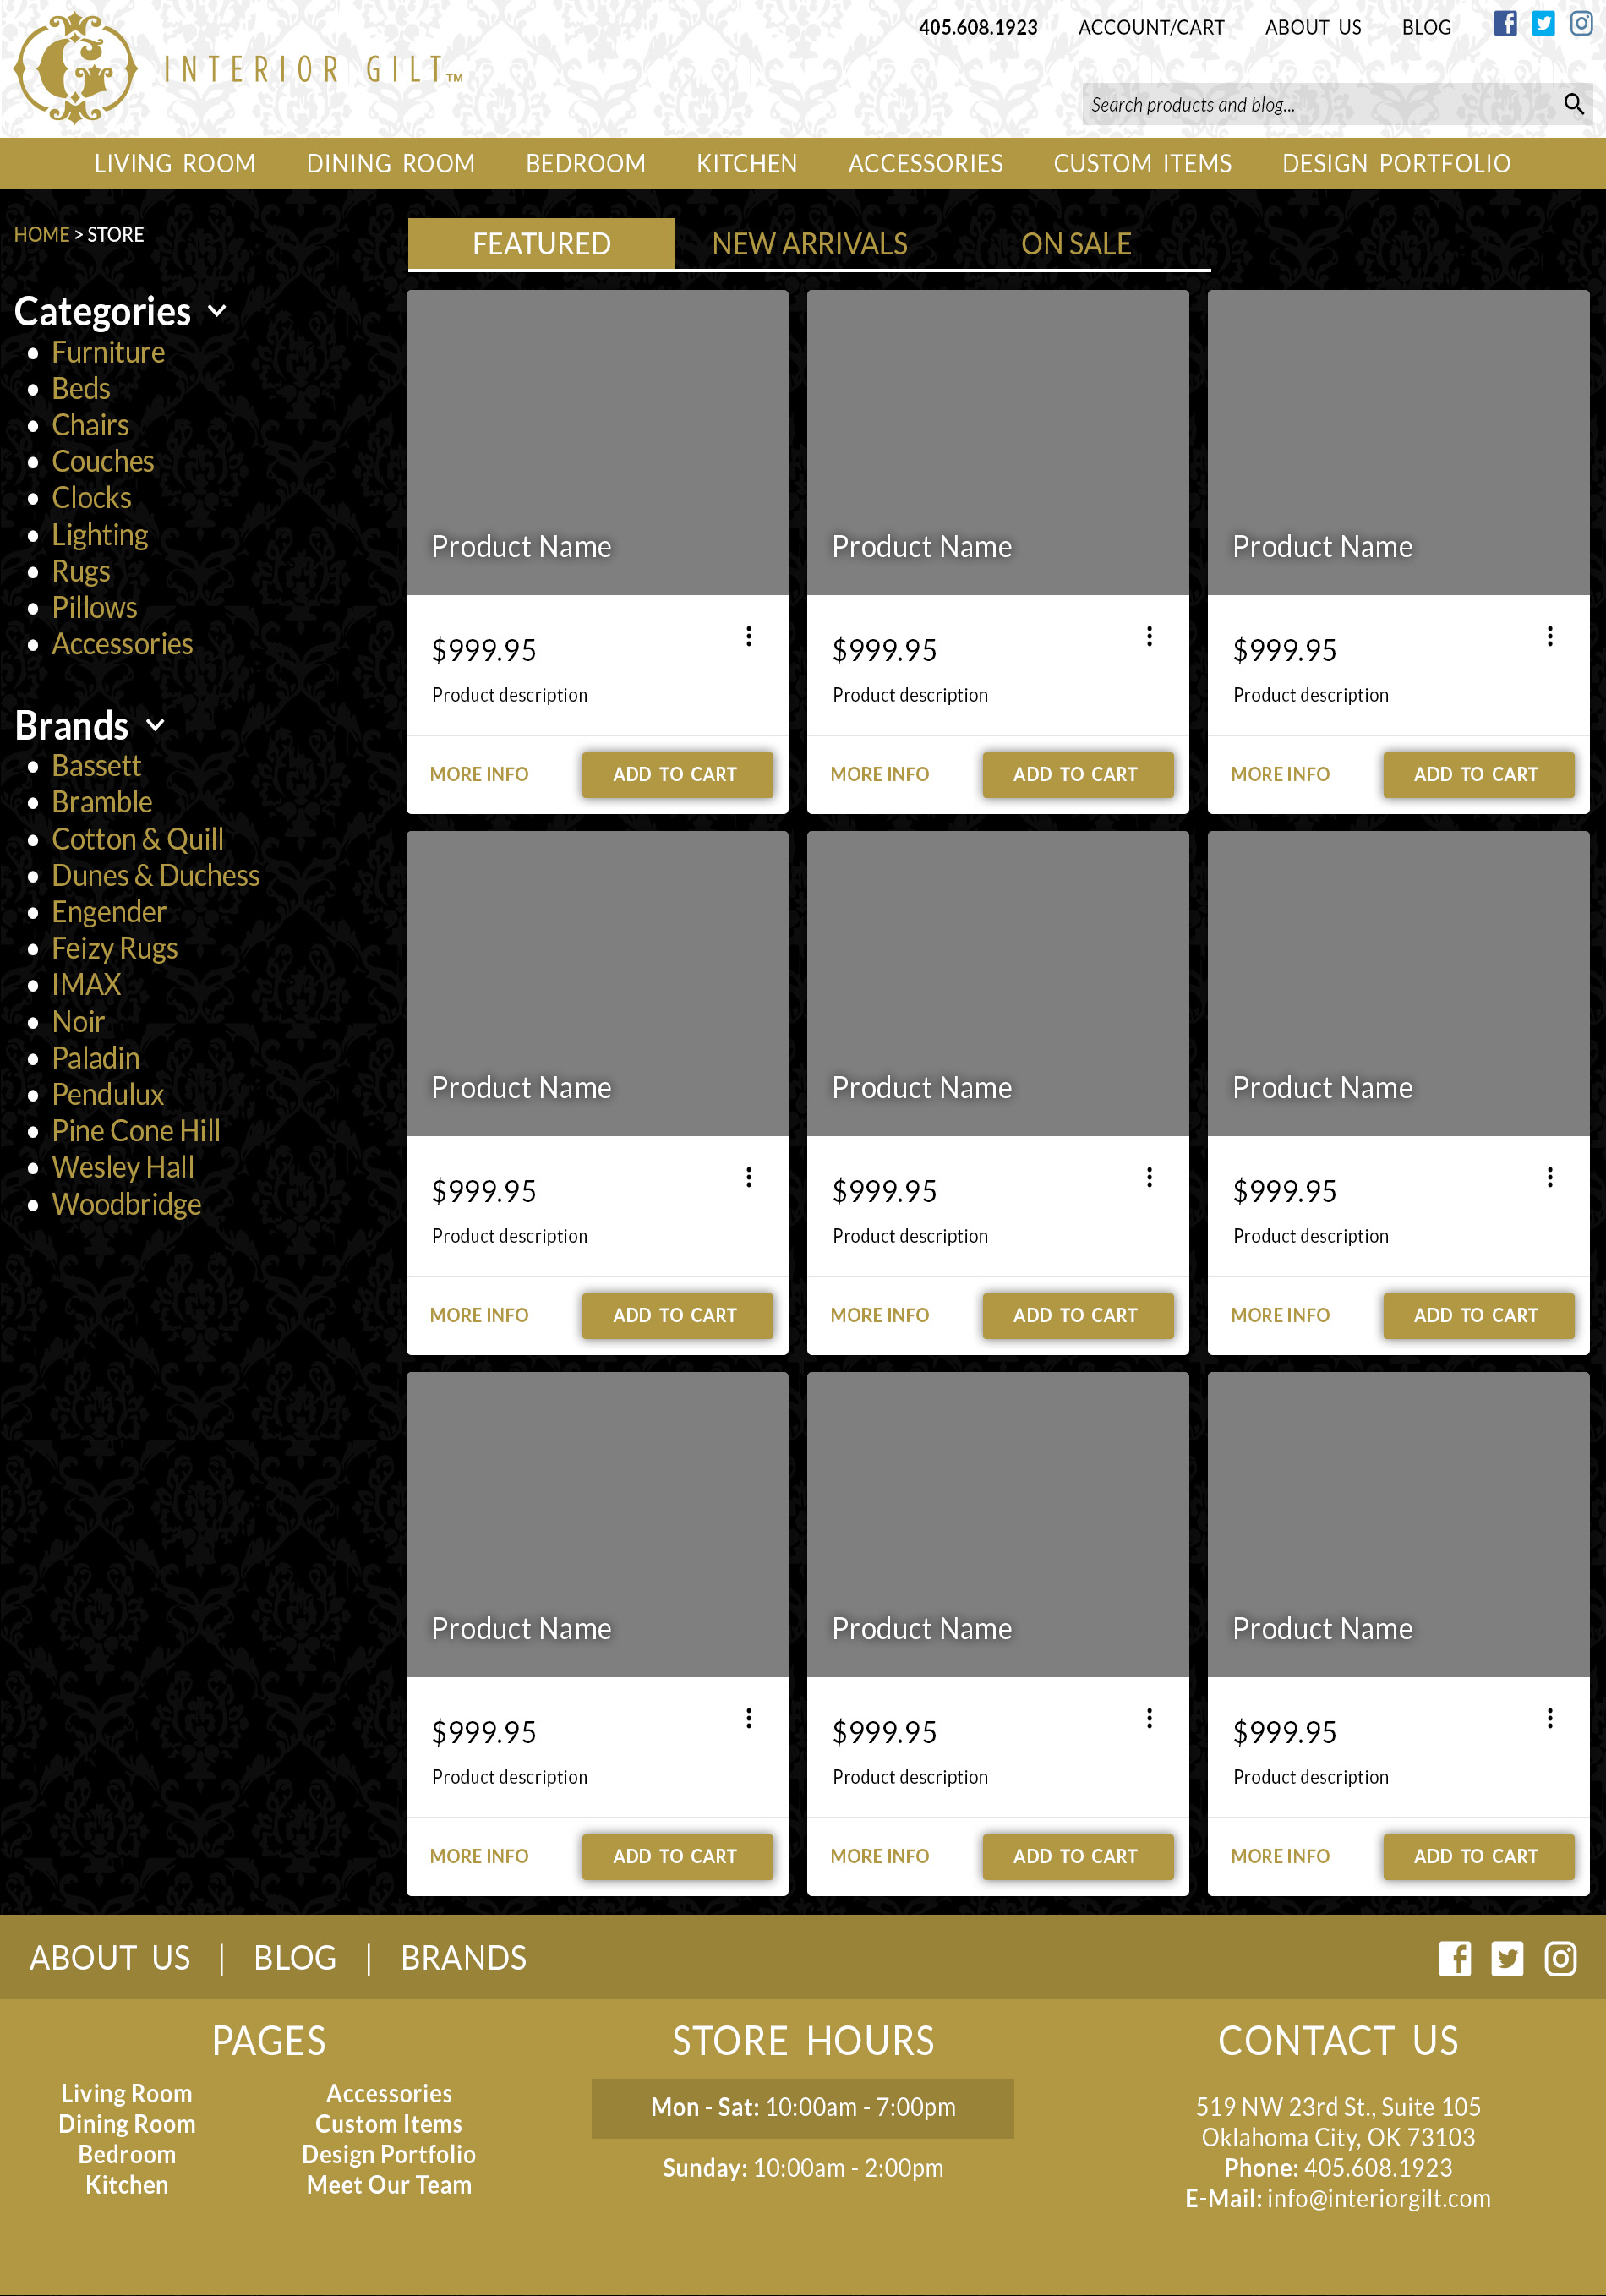 405.608.1923 ACCOUNT/CART ABOUT US BLOG
INTERIOR GILT™
Search products and blog...
LIVING ROOM DINING ROOM BEDROOM KITCHEN ACCESSORIES CUSTOM ITEMS DESIGN PORTFOLIO
HOME > STORE
Categories
• Furniture
• Beds
• Chairs
• Couches
• Clocks
• Lighting
• Rugs
• Pillows
• Accessories
Brands
• Bassett
• Bramble
• Cotton & Quill
• Dunes & Duchess
• Engender
• Feizy Rugs
• IMAX
• Noir
• Paladin
• Pendulux
• Pine Cone Hill
• Wesley Hall
• Woodbridge
FEATURED NEW ARRIVALS ON SALE
Product Name Product Name Product Name
$999.95 $999.95 $999.95
Product description Product description Product description
MORE INFO ADD TO CART MORE INFO ADD TO CART MORE INFO ADD TO CART
Product Name Product Name Product Name
$999.95 $999.95 $999.95
Product description Product description Product description
MORE INFO ADD TO CART MORE INFO ADD TO CART MORE INFO ADD TO CART
Product Name Product Name Product Name
$999.95 $999.95 $999.95
Product description Product description Product description
MORE INFO ADD TO CART MORE INFO ADD TO CART MORE INFO ADD TO CART
ABOUT US | BLOG | BRANDS
PAGES
Living Room
Dining Room
Bedroom
Kitchen
Accessories
Custom Items
Design Portfolio
Meet Our Team
STORE HOURS
Mon - Sat: 10:00am - 7:00pm
Sunday: 10:00am - 2:00pm
CONTACT US
519 NW 23rd St., Suite 105
Oklahoma City, OK 73103
Phone: 405.608.1923
E-Mail: info@interiorgilt.com